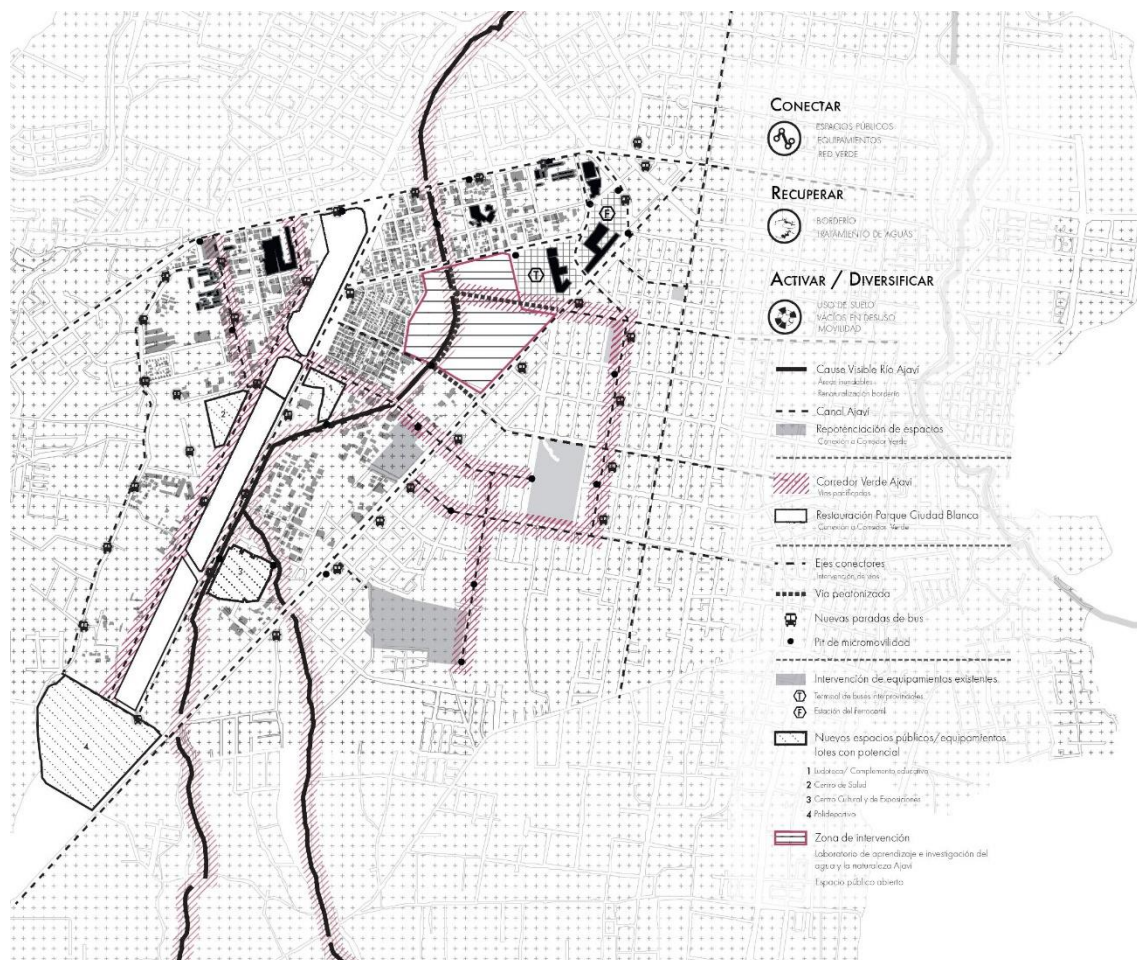 CONECTAR
ESPACIOS PÚBLICOS
EQUIPAMIENTOS
RED VERDE
RECUPERAR
BORDERÍO
TRATAMIENTO DE AGUAS
ACTIVAR / DIVERSIFICAR
USO DE SUELO
VACÍOS EN DESUSO
MOVILIDAD
Cause Visible Río Ajaví
Áreas inundables
Renaturalización borderío
Canal Ajaví
Repotenciación de espacios
Conexión a Corredor Verde
Corredor Verde Ajaví
Vías pacificadas
Restauración Parque Ciudad Blanca
Conexión a Corredor Verde
Ejes conectores
Intervención de vías
Vía peatonizada
Nuevas paradas de bus
Pit de micromovilidad
Intervención de equipamientos existentes
T Terminal de buses interprovinciales
F Estación del ferrocarril
Nuevos espacios públicos/equipamientos
lotes con potencial
1 Ludoteca/ Complemento educativo
2 Centro de Salud
3 Centro Cultural y de Exposiciones
4 Polideportivo
Zona de intervención
Laboratorio de aprendizaje e investigación del
agua y la naturaleza Ajaví
Espacio público abierto
F
T
2
3
4